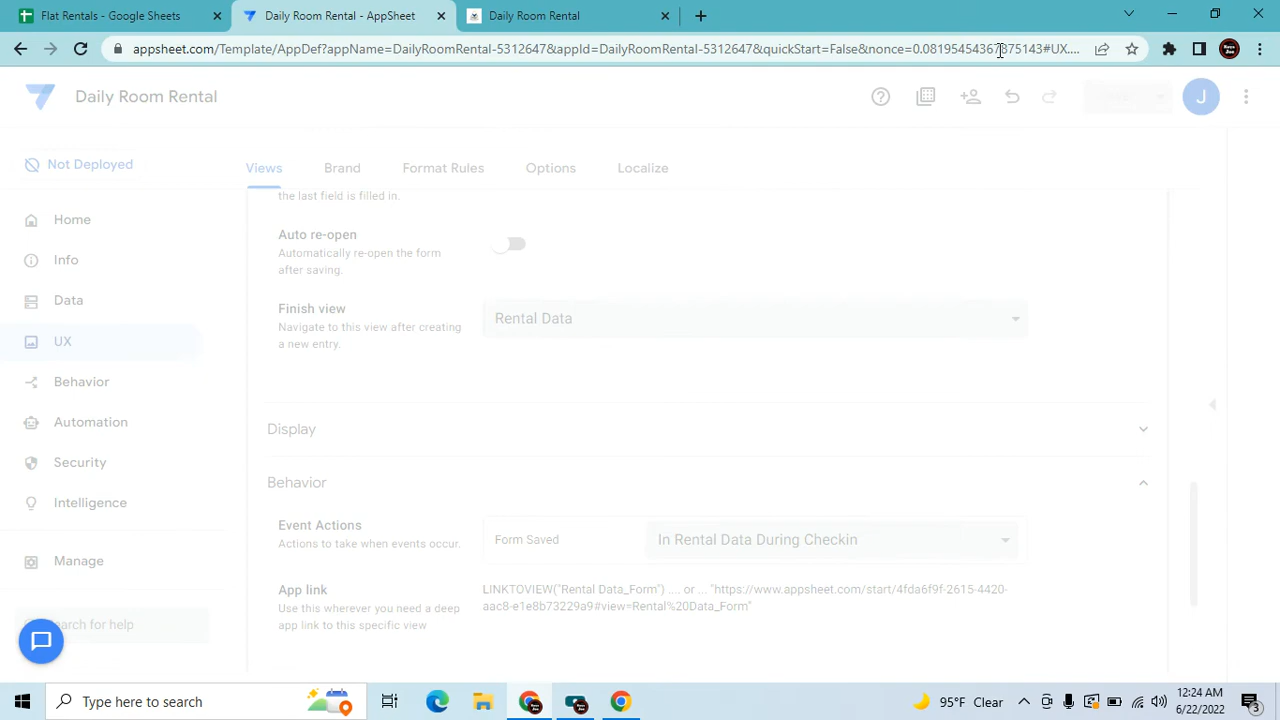 Flat Rents - Google Sheets
Daily Room Rental - AppSheet
Daily Room Rental
appsheet.com/Template/AppDef?appName=DailyRoomRental-5312647&appId=DailyRoomRental-5312647&quickStart=False&nonce=0.08195454367875143#UX....
Daily Room Rental
J
Not Deployed
Views
Brand
Format Rules
Options
Localize
Home
Info
Data
UX
Behavior
Automation
Security
Intelligence
Manage
earch for help
the last field is filled in.
Auto re-open
Automatically re-open the form
after saving.
Finish view
Navigate to this view after creating
a new entry.
Rental Data
Display
Behavior
Event Actions
Actions to take when events occur.
Form Saved
In Rental Data During Checkin
App link
Use this wherever you need a deep
app link to this specific view
LINKTOVIEW("Rental Data_Form") .... or ... "https://www.appsheet.com/start/4fda6f9f-2615-4420-
aac8-e1e8b73229a9#view=Rental%20Data_Form"
Type here to search
95°F Clear
12:24 AM
6/22/2022
3